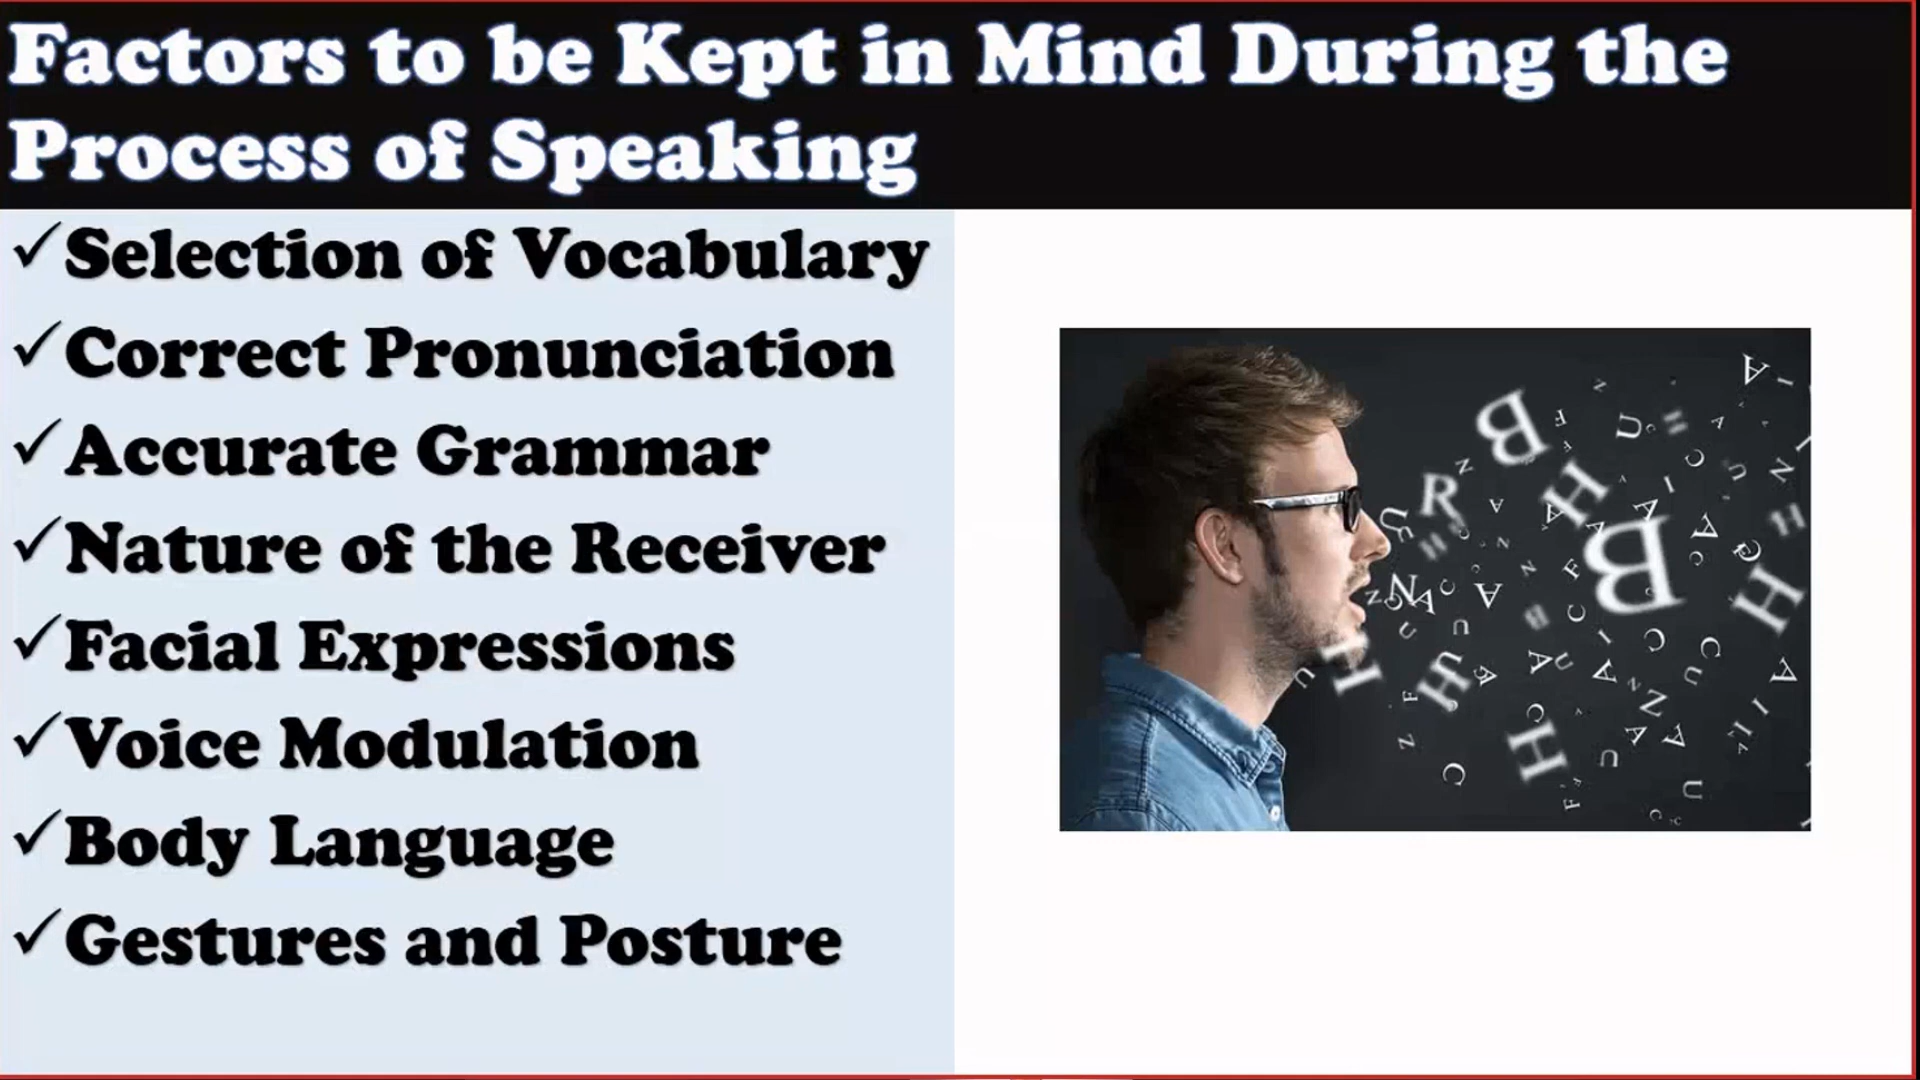 Factors to be Kept in Mind During the
Process of Speaking
✓Selection of Vocabulary
✓Correct Pronunciation
✓Accurate Grammar
✓Nature of the Receiver
✓Facial Expressions
✓Voice Modulation
✓Body Language
✓Gestures and Posture